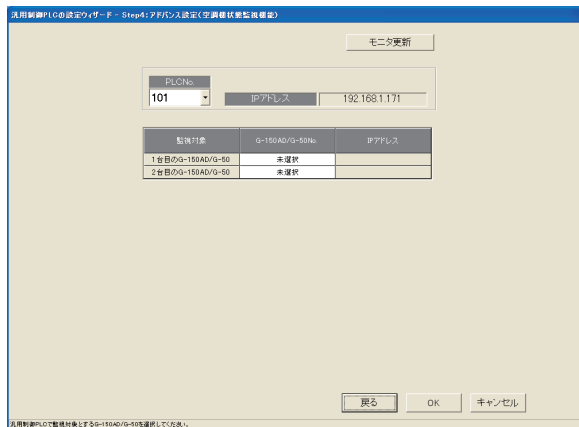 汎用制御PLCの設定ウィザード - Step4:アドバンス設定(空調機状態監視機能)
モニタ更新
PLCNo.
101
IPアドレス 192.168.1.171
監視対象 G-150AD/G-50No. IPアドレス
1台目のG-150AD/G-50 未選択
2台目のG-150AD/G-50 未選択
戻る OK キャンセル
汎用制御PLCで監視対象とするG-150AD/G-50を選択してください。